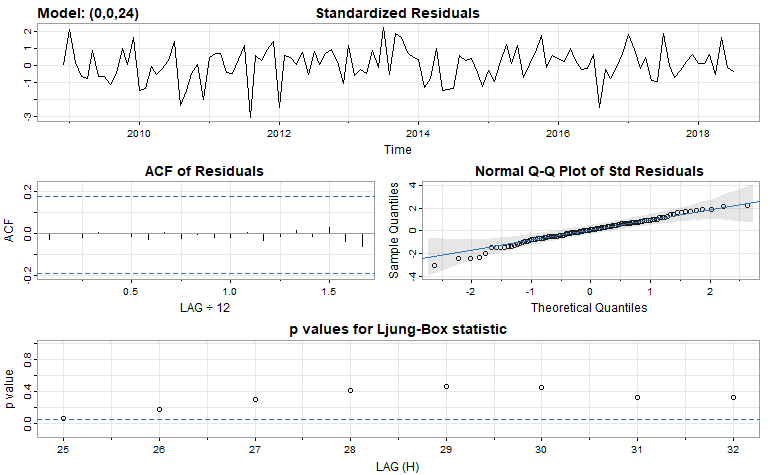 Model: (0,0,24) Standardized Residuals
2
1
0
-1
-3
2010 2012 2014 2016 2018
Time
ACF of Residuals
ACF
0.2
0.0
-0.2
0.5 1.0 1.5
LAG ÷ 12
Normal Q-Q Plot of Std Residuals
Sample Quantiles
4
2
0
-2
-4
-2 -1 0 1 2
Theoretical Quantiles
p values for Ljung-Box statistic
p value
0.8
0.4
0.0
25 26 27 28 29 30 31 32
LAG (H)